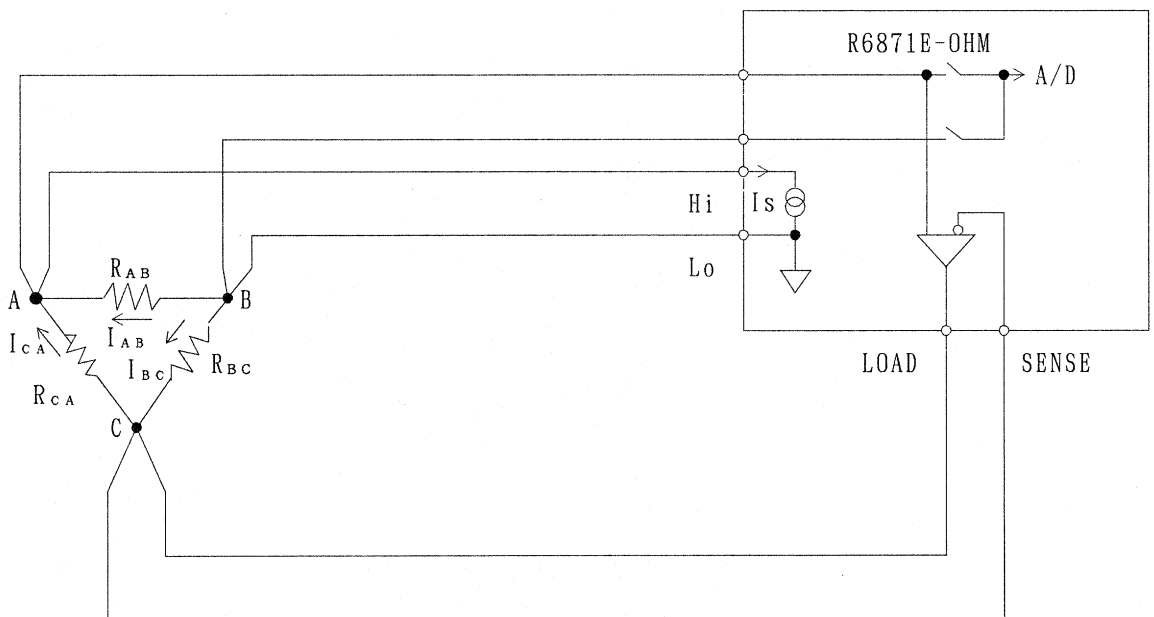 R6871E-OHM
A/D
Hi
Is
Lo
RAB
A
B
IAB
ICA
IBC
RBC
RCA
C
LOAD
SENSE